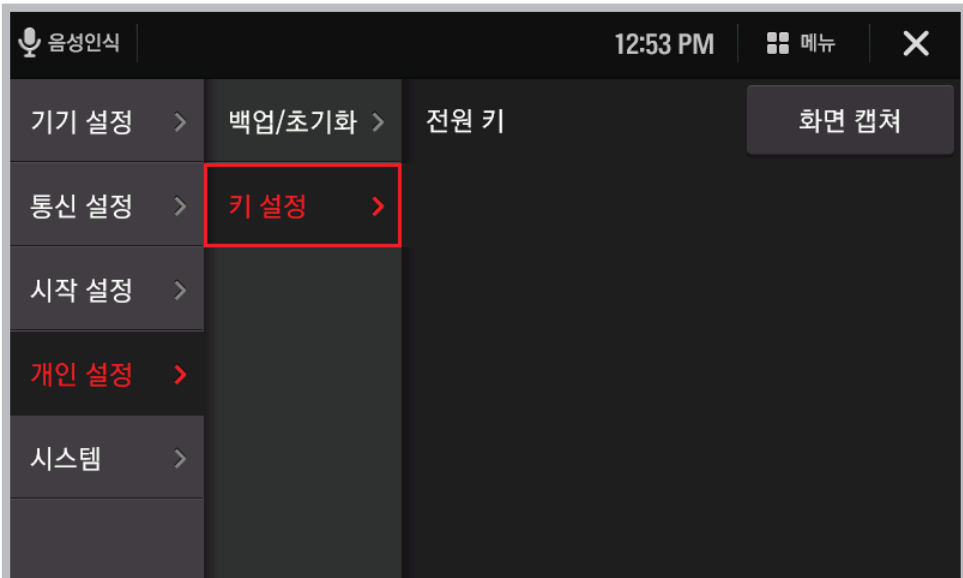 음성인식
12:53 PM
메뉴
기기 설정
백업/초기화
전원 키
화면 캡쳐
통신 설정
키 설정
시작 설정
개인 설정
시스템